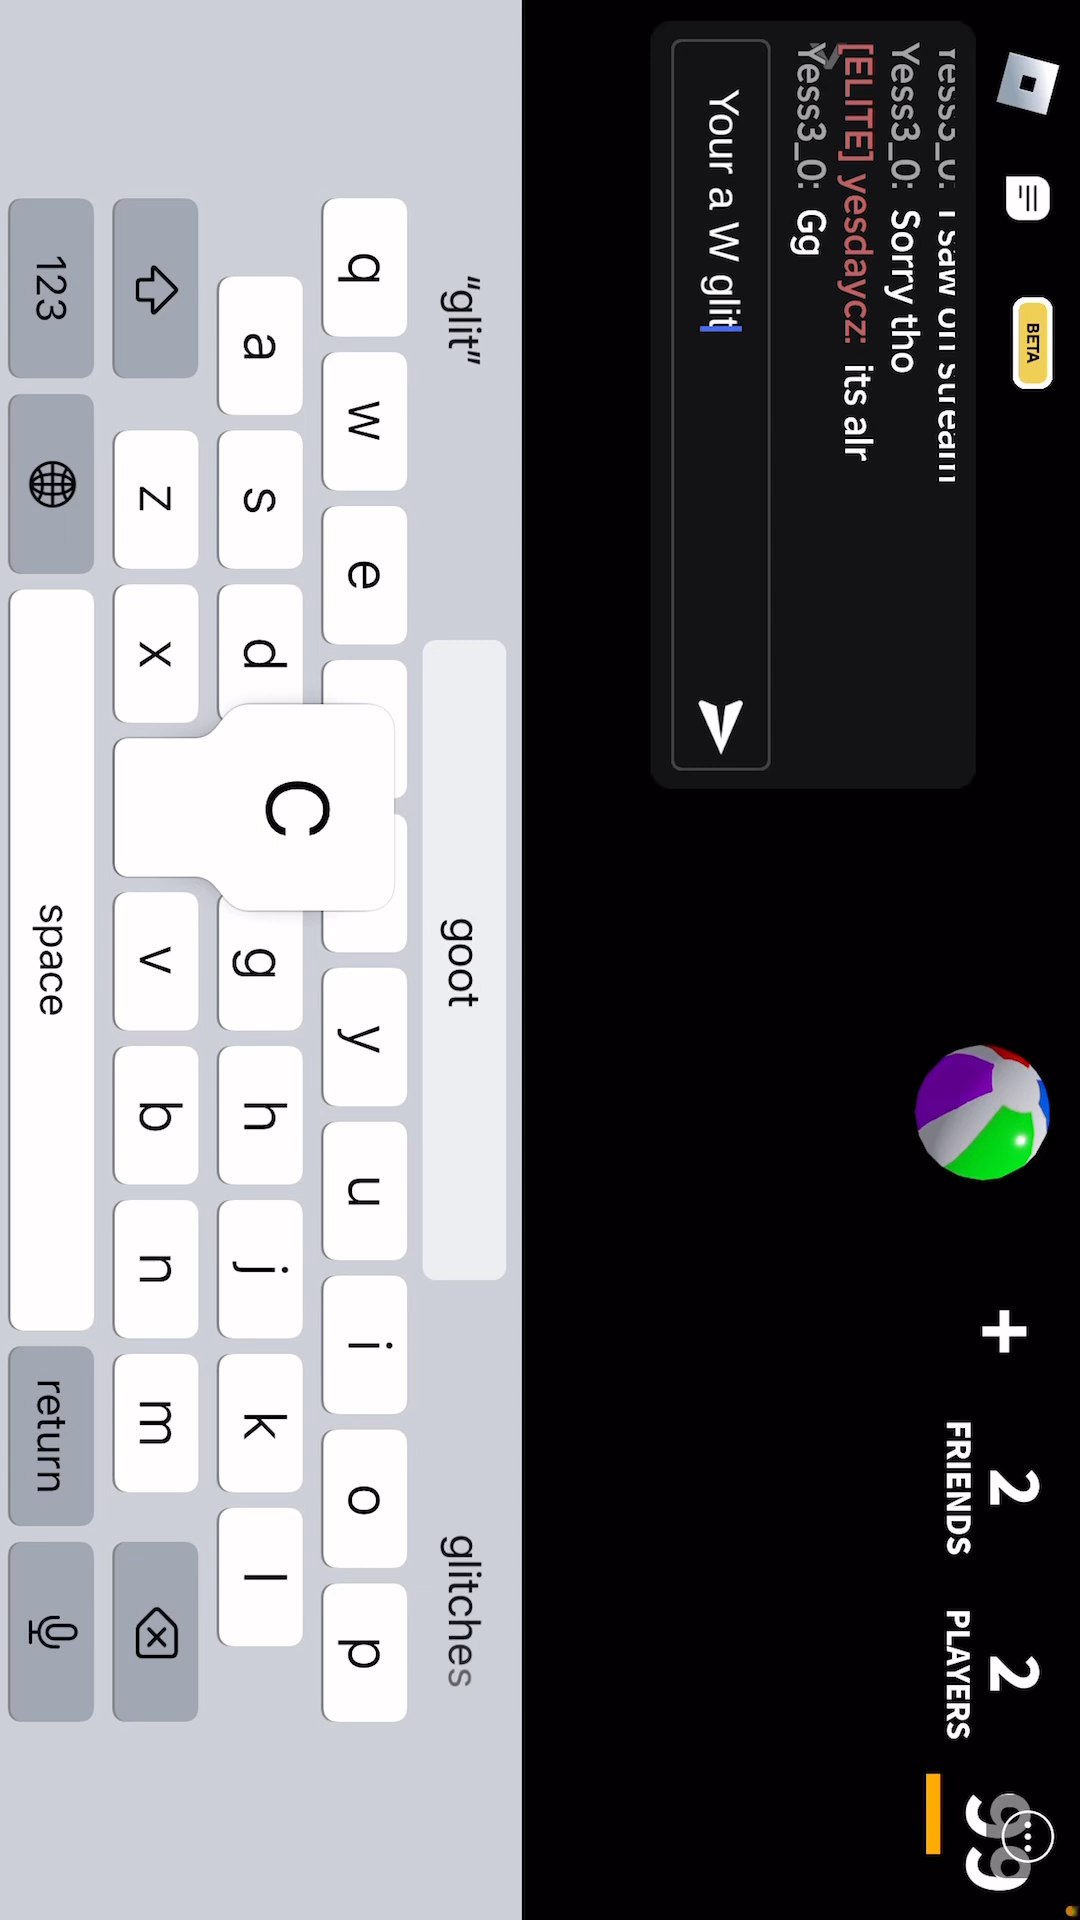 BETA
Yess3_0: I saw on stream
Yess3_0: Sorry tho
[ELITE] yesdaycz: its alr
Yess3_0: Gg
Your a W glit
2
FRIENDS
2
PLAYERS
99
"glit"
goot
glitches
q w e y u i o p
a s d g h j k l
z x c v b n m
123
space
return